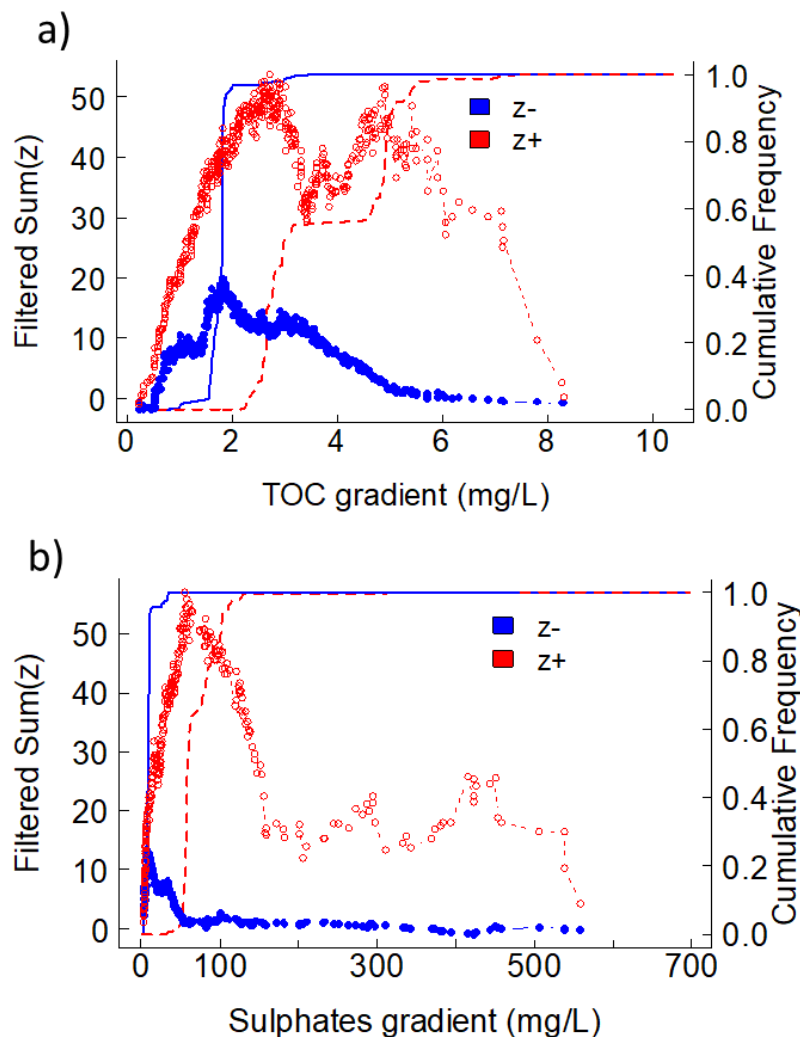 a)
Filtered Sum(z)
50
40
30
20
10
0
z-
z+
1.0
0.8
0.6
0.4
0.2
0.0
Cumulative Frequency
0 2 4 6 8 10
TOC gradient (mg/L)
b)
Filtered Sum(z)
50
40
30
20
10
0
z-
z+
1.0
0.8
0.6
0.4
0.2
0.0
Cumulative Frequency
0 100 300 500 700
Sulphates gradient (mg/L)